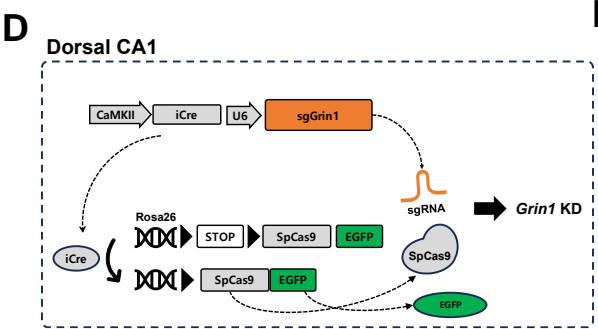 D
Dorsal CA1
CaMKII iCre U6 sgGrin1
sgRNA
Grin1 KD
Rosa26
STOP SpCas9 EGFP
SpCas9
iCre
SpCas9 EGFP
EGFP